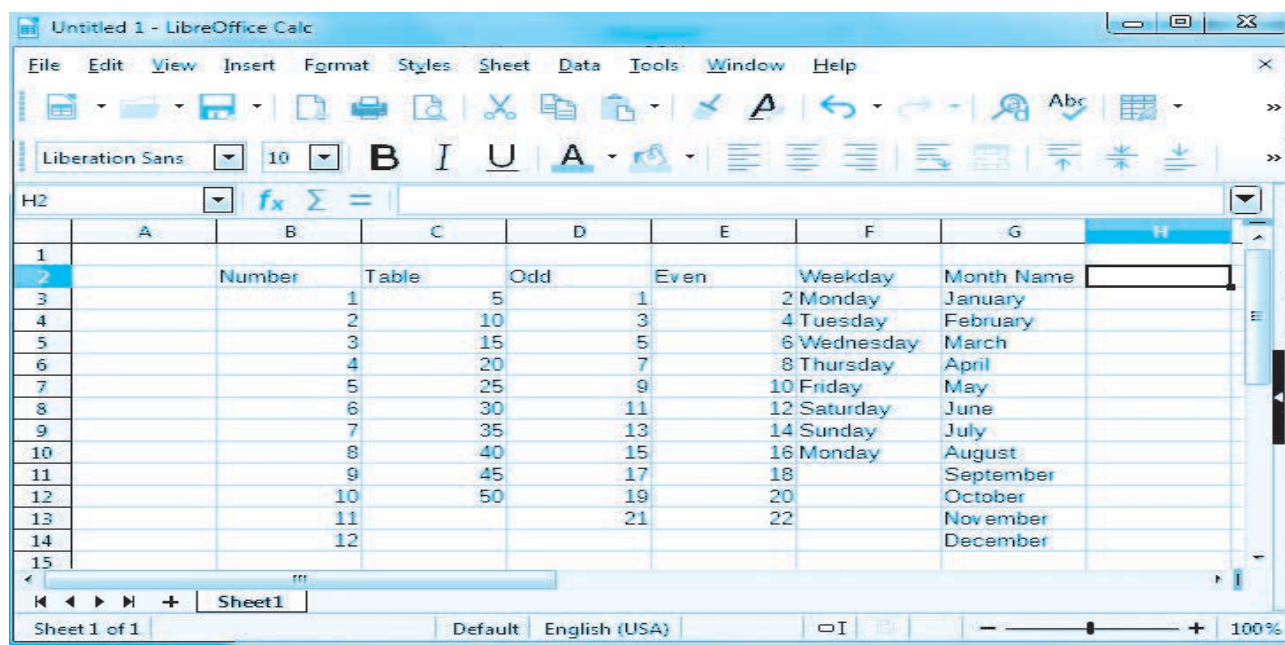 Untitled 1 - LibreOffice Calc
File Edit View Insert Format Styles Sheet Data Tools Window Help
Abc
Liberation Sans 10 B I U A
H2 fx Σ =
A B C D E F G H
1
2 Number Table Odd Even Weekday Month Name
3 1 5 1 2 Monday January
4 2 10 3 4 Tuesday February
5 3 15 5 6 Wednesday March
6 4 20 7 8 Thursday April
7 5 25 9 10 Friday May
8 6 30 11 12 Saturday June
9 7 35 13 14 Sunday July
10 8 40 15 16 Monday August
11 9 45 17 18 September
12 10 50 19 20 October
13 11 21 22 November
14 12 December
15
Sheet1
Sheet 1 of 1 Default English (USA) 100%